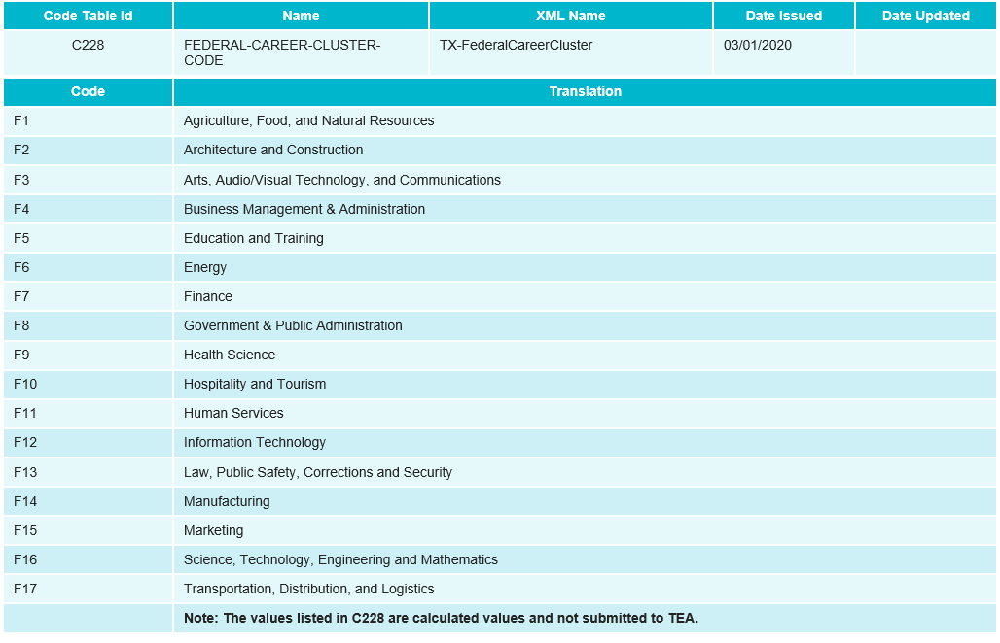 Code Table Id Name XML Name Date Issued Date Updated
C228 FEDERAL-CAREER-CLUSTER- TX-FederalCareerCluster 03/01/2020
CODE
Code Translation
F1 Agriculture, Food, and Natural Resources
F2 Architecture and Construction
F3 Arts, Audio/Visual Technology, and Communications
F4 Business Management & Administration
F5 Education and Training
F6 Energy
F7 Finance
F8 Government & Public Administration
F9 Health Science
F10 Hospitality and Tourism
F11 Human Services
F12 Information Technology
F13 Law, Public Safety, Corrections and Security
F14 Manufacturing
F15 Marketing
F16 Science, Technology, Engineering and Mathematics
F17 Transportation, Distribution, and Logistics
Note: The values listed in C228 are calculated values and not submitted to TEA.